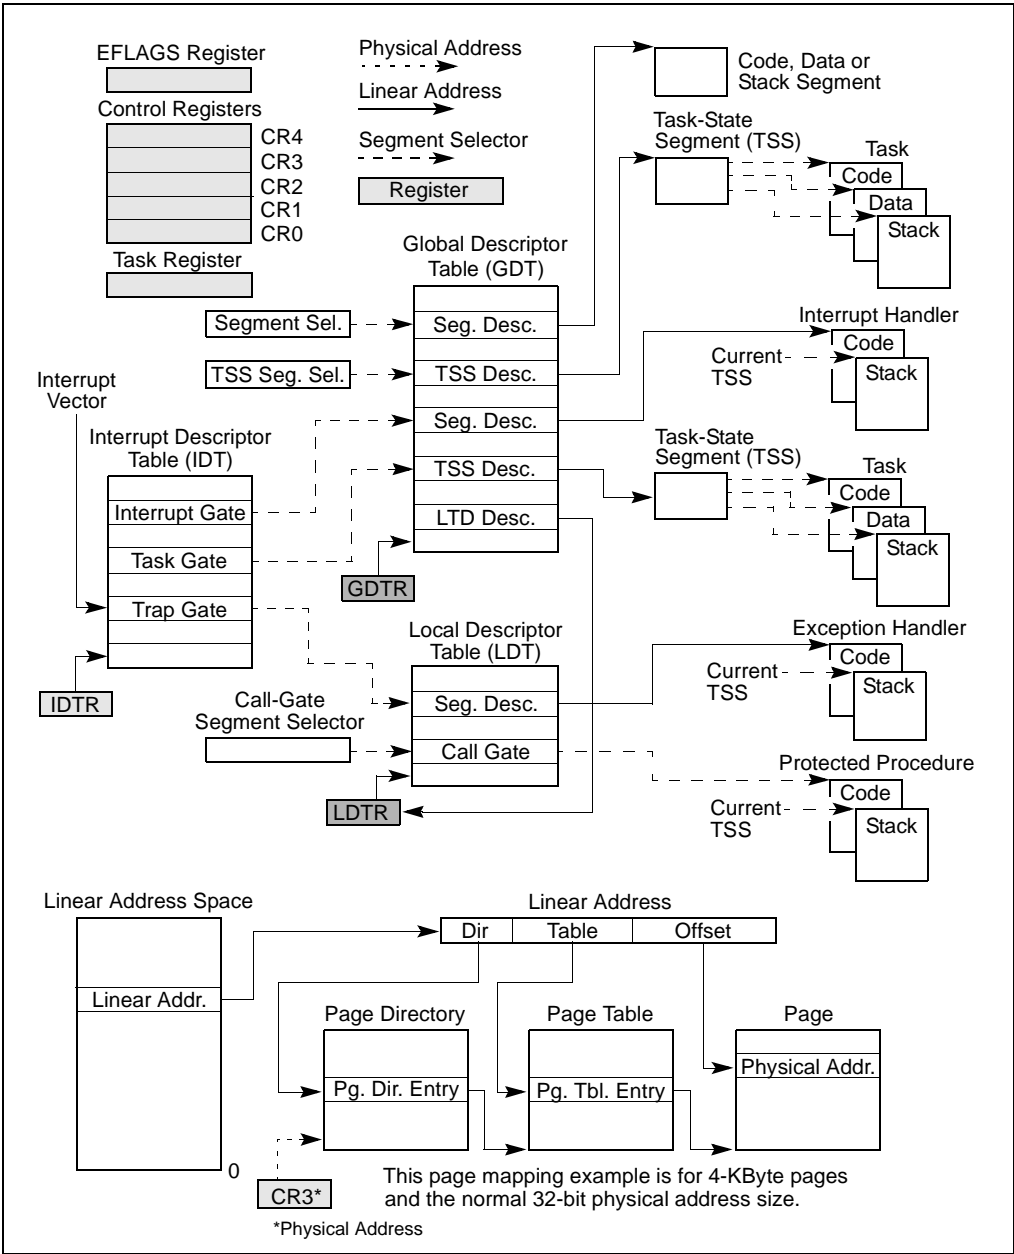 EFLAGS Register
Control Registers
CR4
CR3
CR2
CR1
CR0
Task Register
Physical Address
Linear Address
Segment Selector
Register
Code, Data or
Stack Segment
Task-State
Segment (TSS)
Task
Code
Data
Stack
Global Descriptor
Table (GDT)
Segment Sel.
Seg. Desc.
TSS Seg. Sel.
TSS Desc.
Seg. Desc.
TSS Desc.
LTD Desc.
GDTR
Interrupt Handler
Code
Current
TSS
Stack
Interrupt
Vector
Interrupt Descriptor
Table (IDT)
Interrupt Gate
Task Gate
Trap Gate
IDTR
Task-State
Segment (TSS)
Task
Code
Data
Stack
Local Descriptor
Table (LDT)
Call-Gate
Segment Selector
Seg. Desc.
Call Gate
LDTR
Exception Handler
Code
Current
TSS
Stack
Protected Procedure
Code
Current
TSS
Stack
Linear Address Space
Linear Addr.
0
Linear Address
Dir
Table
Offset
Page Directory
Pg. Dir. Entry
Page Table
Pg. Tbl. Entry
Page
Physical Addr.
CR3*
*Physical Address
This page mapping example is for 4-KByte pages
and the normal 32-bit physical address size.